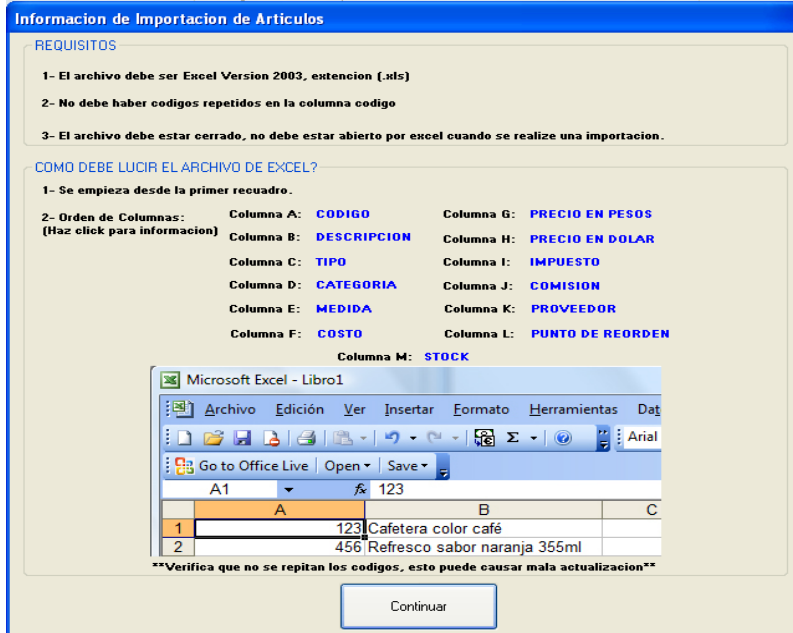 Informacion de Importacion de Articulos
REQUISITOS
1- El archivo debe ser Excel Version 2003, extencion (.xls)
2- No debe haber codigos repetidos en la columna codigo
3- El archivo debe estar cerrado, no debe estar abierto por excel cuando se realize una importacion.
COMO DEBE LUCIR EL ARCHIVO DE EXCEL?
1- Se empieza desde la primer recuadro.
2- Orden de Columnas:
(Haz click para informacion)
Columna A: CODIGO
Columna G: PRECIO EN PESOS
Columna B: DESCRIPCION
Columna H: PRECIO EN DOLAR
Columna C: TIPO
Columna I: IMPUESTO
Columna D: CATEGORIA
Columna J: COMISION
Columna E: MEDIDA
Columna K: PROVEEDOR
Columna F: COSTO
Columna L: PUNTO DE REORDEN
Columna M: STOCK
Microsoft Excel - Libro1
Archivo Edición Ver Insertar Formato Herramientas Dat
Arial
Go to Office Live Open Save
A1 fx 123
A B C
1 123 Cafetera color café
2 456 Refresco sabor naranja 355ml
**Verifica que no se repitan los codigos, esto puede causar mala actualizacion**
Continuar